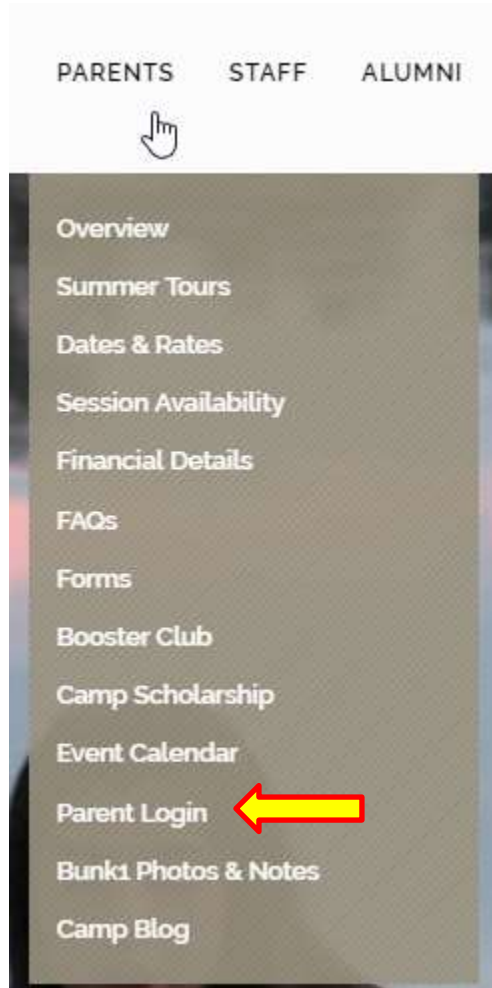 PARENTS STAFF ALUMNI
Overview
Summer Tours
Dates & Rates
Session Availability
Financial Details
FAQs
Forms
Booster Club
Camp Scholarship
Event Calendar
Parent Login
Bunk1 Photos & Notes
Camp Blog